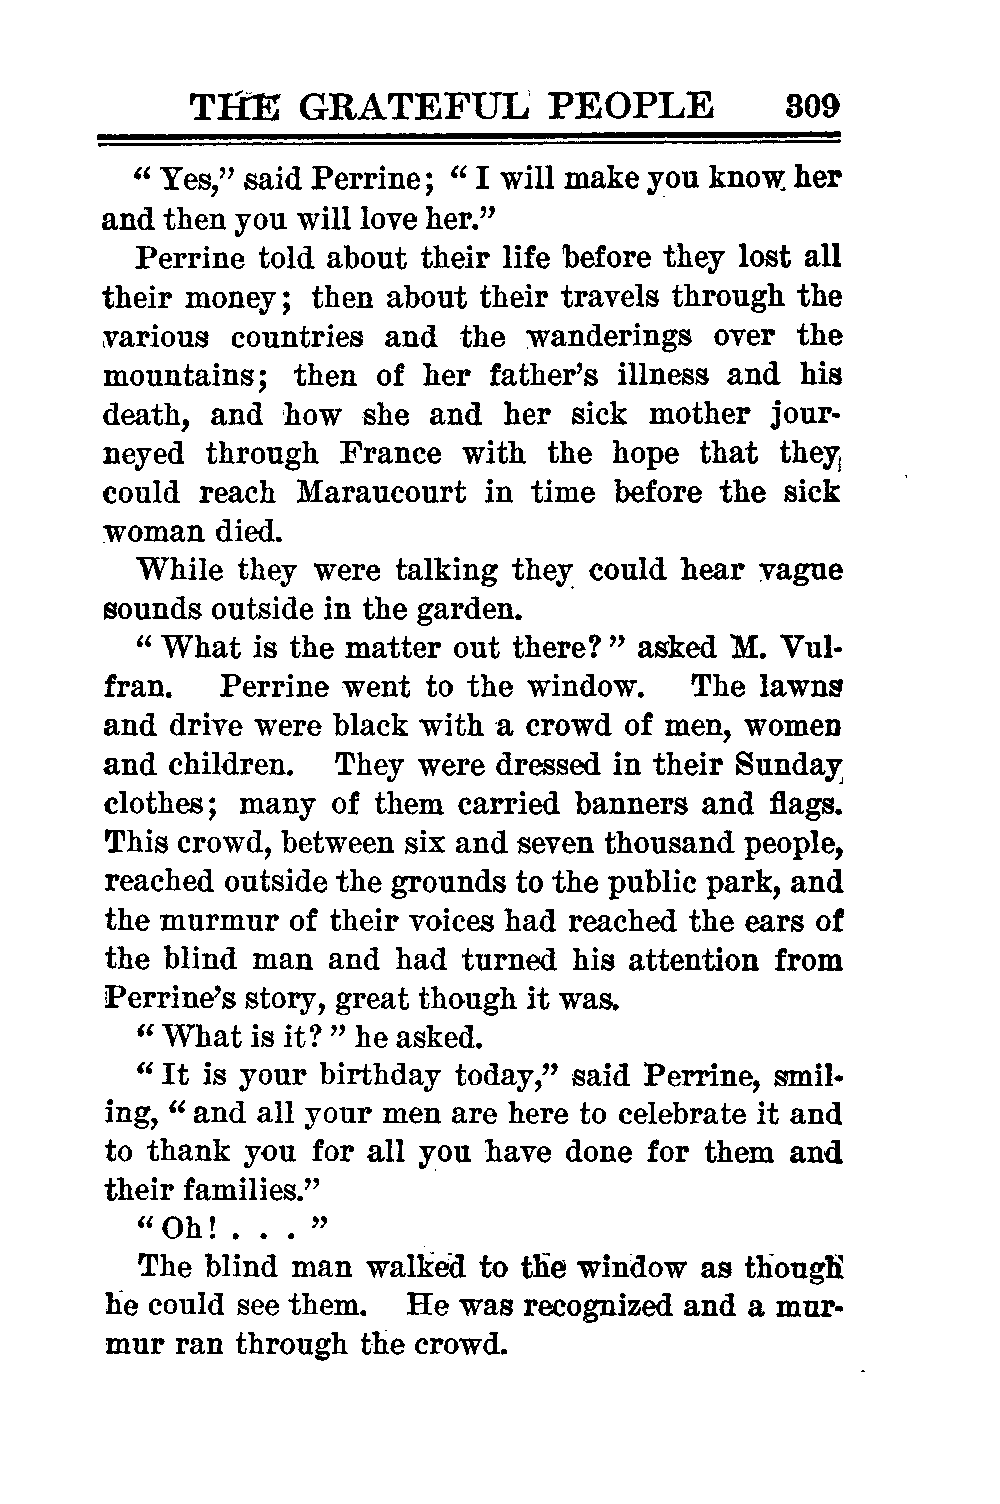 THE GRATEFUL PEOPLE 309
“ Yes,” said Perrine; “ I will make you know her
and then you will love her.”
Perrine told about their life before they lost all
their money; then about their travels through the
various countries and the wanderings over the
mountains; then of her father’s illness and his
death, and how she and her sick mother jour-
neyed through France with the hope that they
could reach Maraucourt in time before the sick
woman died.
While they were talking they could hear vague
sounds outside in the garden.
“ What is the matter out there? ” asked M. Vul-
fran. Perrine went to the window. The lawns
and drive were black with a crowd of men, women
and children. They were dressed in their Sunday
clothes; many of them carried banners and flags.
This crowd, between six and seven thousand people,
reached outside the grounds to the public park, and
the murmur of their voices had reached the ears of
the blind man and had turned his attention from
Perrine’s story, great though it was.
“ What is it? ” he asked.
“ It is your birthday today,” said Perrine, smil-
ing, “ and all your men are here to celebrate it and
to thank you for all you have done for them and
their families.”
“ Oh! . . . ”
The blind man walked to the window as though
he could see them. He was recognized and a mur-
mur ran through the crowd.